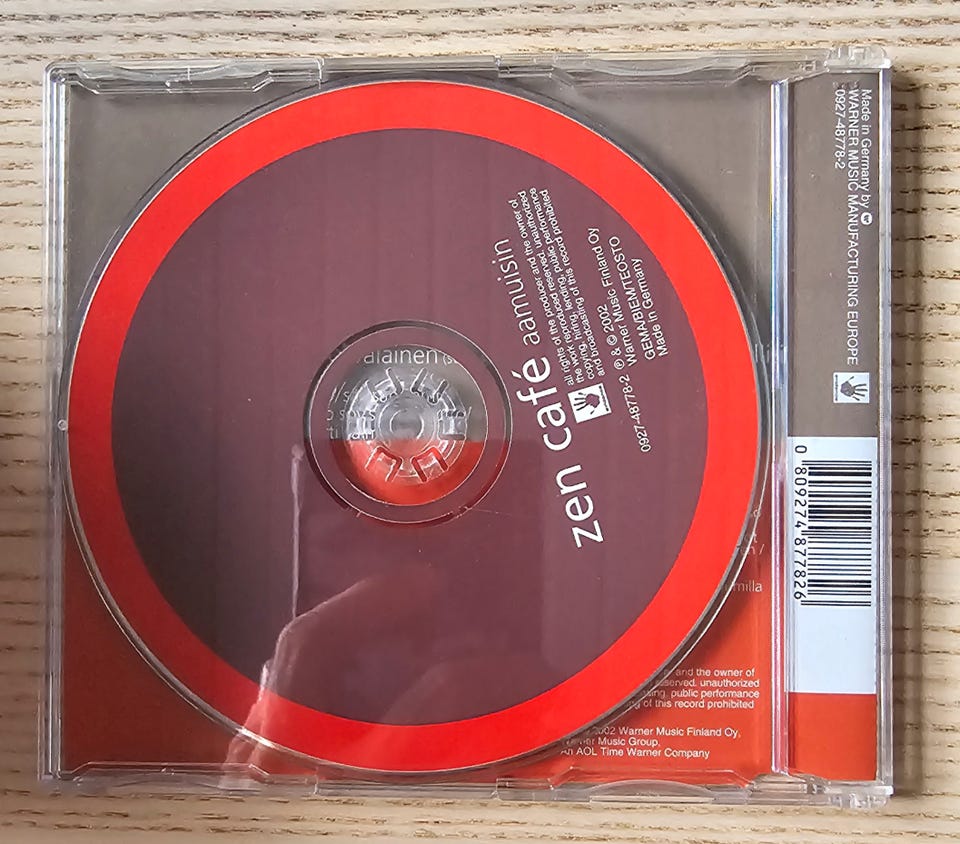 zen café aamuisin
all rights of the producer and the owner of
the work reproduced reserved, unauthorized
copying, hiring, lending, public performance
and broadcasting of this record prohibited
0927-48778-2 ℗ & © 2002
Warner Music Finland Oy
GEMA/BIEM/TEOSTO
Made in Germany
Made in Germany by
WARNER MUSIC MANUFACTURING EUROPE
0927-48778-2
0 809274877826
and the owner of
unauthorized
public performance
of this record prohibited
2002 Warner Music Finland Oy,
Warner Music Group,
An AOL Time Warner Company